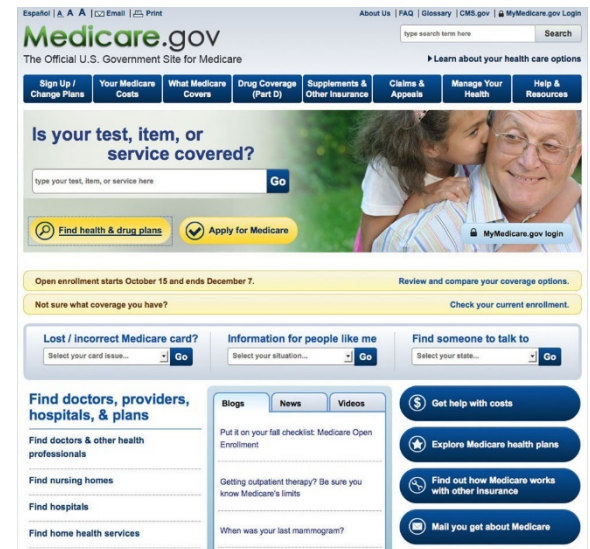 Español | A A A | Email | Print
About Us | FAQ | Glossary | CMS.gov | MyMedicare.gov Login
Medicare.gov
type search term here
Search
The Official U.S. Government Site for Medicare
Learn about your health care options
Sign Up / Change Plans
Your Medicare Costs
What Medicare Covers
Drug Coverage (Part D)
Supplements & Other Insurance
Claims & Appeals
Manage Your Health
Help & Resources
Is your test, item, or
service covered?
type your test, item, or service here
Go
Find health & drug plans
Apply for Medicare
MyMedicare.gov login
Open enrollment starts October 15 and ends December 7.
Review and compare your coverage options.
Not sure what coverage you have?
Check your current enrollment.
Lost / incorrect Medicare card?
Select your card issue...
Go
Information for people like me
Select your situation...
Go
Find someone to talk to
Select your state...
Go
Find doctors, providers,
hospitals, & plans
Find doctors & other health
professionals
Find nursing homes
Find hospitals
Find home health services
Blogs
News
Videos
Put it on your fall checklist: Medicare Open
Enrollment
Getting outpatient therapy? Be sure you
know Medicare's limits
When was your last mammogram?
Get help with costs
Explore Medicare health plans
Find out how Medicare works
with other insurance
Mail you get about Medicare